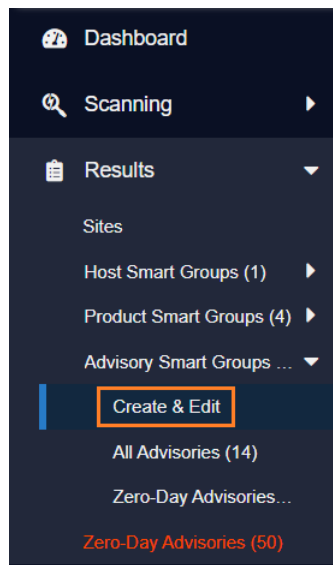 Dashboard
Scanning
Results
Sites
Host Smart Groups (1)
Product Smart Groups (4)
Advisory Smart Groups ...
Create & Edit
All Advisories (14)
Zero-Day Advisories...
Zero-Day Advisories (50)